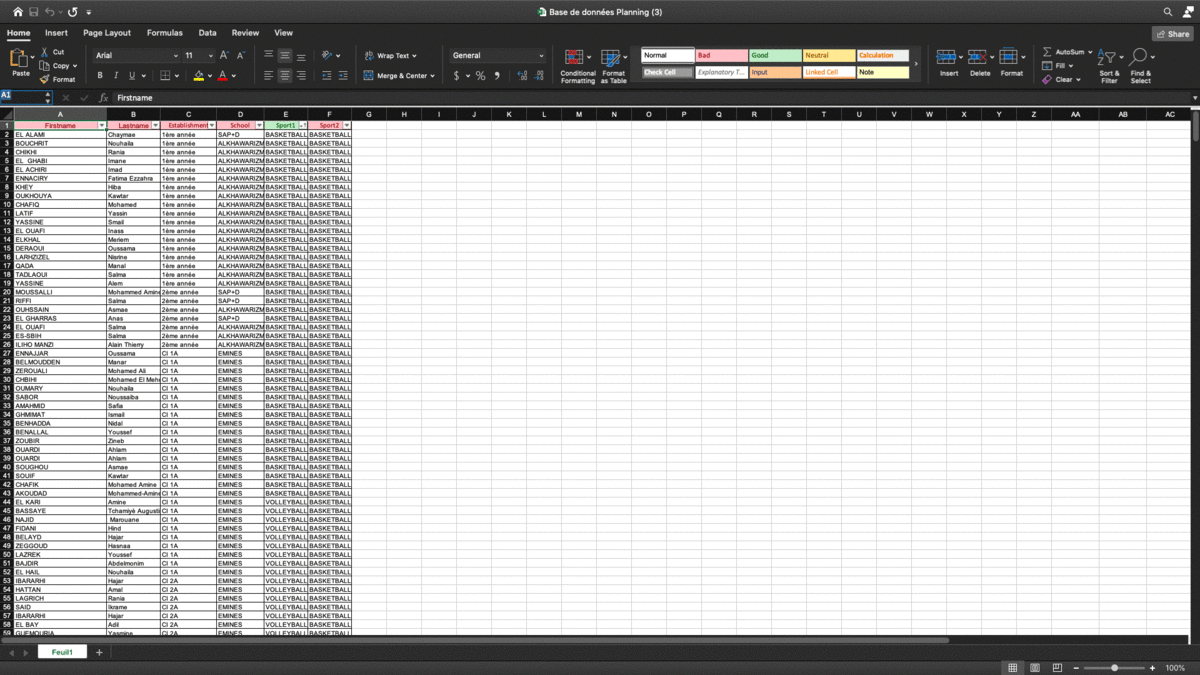 Base de données Planning (3)
Home Insert Page Layout Formulas Data Review View
Share
Paste Cut Copy Format
Arial 11
B I U
Wrap Text
Merge & Center
General
Conditional Formatting
Format as Table
Normal Bad Good Neutral Calculation
Check Cell Explanatory T... Input Linked Cell Note
Insert Delete Format
AutoSum
Fill
Clear
Sort & Filter
Find & Select
A1 fx Firstname
A B C D E F G H I J K L M N O P Q R S T U V W X Y Z AA AB AC
1 Firstname Lastname Establishment School Sport1 Sport2
2 EL ALAMI Chaymae 1ère année SAP+D BASKETBALL BASKETBALL
3 BOUCHRIT Nouhaila 1ère année ALKHAWARIZM BASKETBALL BASKETBALL
4 CHIKHI Rania 1ère année ALKHAWARIZM BASKETBALL BASKETBALL
5 EL GHABI Imane 1ère année ALKHAWARIZM BASKETBALL BASKETBALL
6 EL ACHIRI Imad 1ère année ALKHAWARIZM BASKETBALL BASKETBALL
7 ENNACIRY Fatima Ezzahra 1ère année ALKHAWARIZM BASKETBALL BASKETBALL
8 KHEY Hiba 1ère année ALKHAWARIZM BASKETBALL BASKETBALL
9 OUKHOUYA Kawtar 1ère année ALKHAWARIZM BASKETBALL BASKETBALL
10 CHAFIQ Mohamed 1ère année ALKHAWARIZM BASKETBALL BASKETBALL
11 LATIF Yassin 1ère année ALKHAWARIZM BASKETBALL BASKETBALL
12 YASSINE Smail 1ère année ALKHAWARIZM BASKETBALL BASKETBALL
13 EL OUAFI Inass 1ère année ALKHAWARIZM BASKETBALL BASKETBALL
14 ELKHAL Meriem 1ère année ALKHAWARIZM BASKETBALL BASKETBALL
15 DERAOUI Oussama 1ère année ALKHAWARIZM BASKETBALL BASKETBALL
16 LARHZIZEL Nisrine 1ère année ALKHAWARIZM BASKETBALL BASKETBALL
17 QADA Manal 1ère année ALKHAWARIZM BASKETBALL BASKETBALL
18 TADLAOUI Salma 1ère année ALKHAWARIZM BASKETBALL BASKETBALL
19 YASSINE Alem 1ère année ALKHAWARIZM BASKETBALL BASKETBALL
20 MOUSSALLI Mohammed Amine 2ème année SAP+D BASKETBALL BASKETBALL
21 RIFFI Salma 2ème année SAP+D BASKETBALL BASKETBALL
22 OUHSSAIN Asmae 2ème année ALKHAWARIZM BASKETBALL BASKETBALL
23 EL GHARRAS Anas 2ème année SAP+D BASKETBALL BASKETBALL
24 EL OUAFI Salma 2ème année ALKHAWARIZM BASKETBALL BASKETBALL
25 ES-SBIH Salma 2ème année ALKHAWARIZM BASKETBALL BASKETBALL
26 ILIHO MANZI Alain Thierry 2ème année ALKHAWARIZM BASKETBALL BASKETBALL
27 ENNAJJAR Oussama CI 1A EMINES BASKETBALL BASKETBALL
28 BELMOUDDEN Manar CI 1A EMINES BASKETBALL BASKETBALL
29 ZEROUALI Mohamed Ali CI 1A EMINES BASKETBALL BASKETBALL
30 CHBIHI Mohamed El Meh CI 1A EMINES BASKETBALL BASKETBALL
31 OUMARY Nouhaila CI 1A EMINES BASKETBALL BASKETBALL
32 SABOR Noussaiba CI 1A EMINES BASKETBALL BASKETBALL
33 AMAHMID Safia CI 1A EMINES BASKETBALL BASKETBALL
34 GHMIMAT Ismail CI 1A EMINES BASKETBALL BASKETBALL
35 BENHADDA Nidal CI 1A EMINES BASKETBALL BASKETBALL
36 BENALLAL Youssef CI 1A EMINES BASKETBALL BASKETBALL
37 ZOUBIR Zineb CI 1A EMINES BASKETBALL BASKETBALL
38 OUARDI Ahlam CI 1A EMINES BASKETBALL BASKETBALL
39 OUARDI Ahlam CI 1A EMINES BASKETBALL BASKETBALL
40 SOUGHOU Asmae CI 1A EMINES BASKETBALL BASKETBALL
41 SOUIF Kawtar CI 1A EMINES BASKETBALL BASKETBALL
42 CHAFIK Mohamed Amine CI 1A EMINES BASKETBALL BASKETBALL
43 AKOUDAD Mohammed-Amine CI 1A EMINES BASKETBALL BASKETBALL
44 EL KARI Amine CI 1A EMINES VOLLEYBALL BASKETBALL
45 BASSAYE Tchamiyè Augusti CI 1A EMINES VOLLEYBALL BASKETBALL
46 NAJID Marouane CI 1A EMINES VOLLEYBALL BASKETBALL
47 FIDANI Hind CI 1A EMINES VOLLEYBALL BASKETBALL
48 BELAYD Hajar CI 1A EMINES VOLLEYBALL BASKETBALL
49 ZEGGOUD Hasnaa CI 1A EMINES VOLLEYBALL BASKETBALL
50 LAZREK Youssef CI 1A EMINES VOLLEYBALL BASKETBALL
51 BAJDIR Abdelmonim CI 1A EMINES VOLLEYBALL BASKETBALL
52 EL HAIL Nouhaila CI 1A EMINES VOLLEYBALL BASKETBALL
53 IBARARHI Hajar CI 2A EMINES VOLLEYBALL BASKETBALL
54 HATTAN Amal CI 2A EMINES VOLLEYBALL BASKETBALL
55 LAGRICH Rania CI 2A EMINES VOLLEYBALL BASKETBALL
56 SAID Ikrame CI 2A EMINES VOLLEYBALL BASKETBALL
57 IBARARHI Hajar CI 2A EMINES VOLLEYBALL BASKETBALL
58 EL BAY Adil CI 2A EMINES VOLLEYBALL BASKETBALL
59 GUEMOURIA Yasmine CI 2A EMINES VOLLEYBALL BASKETBALL
Feuil1
100%